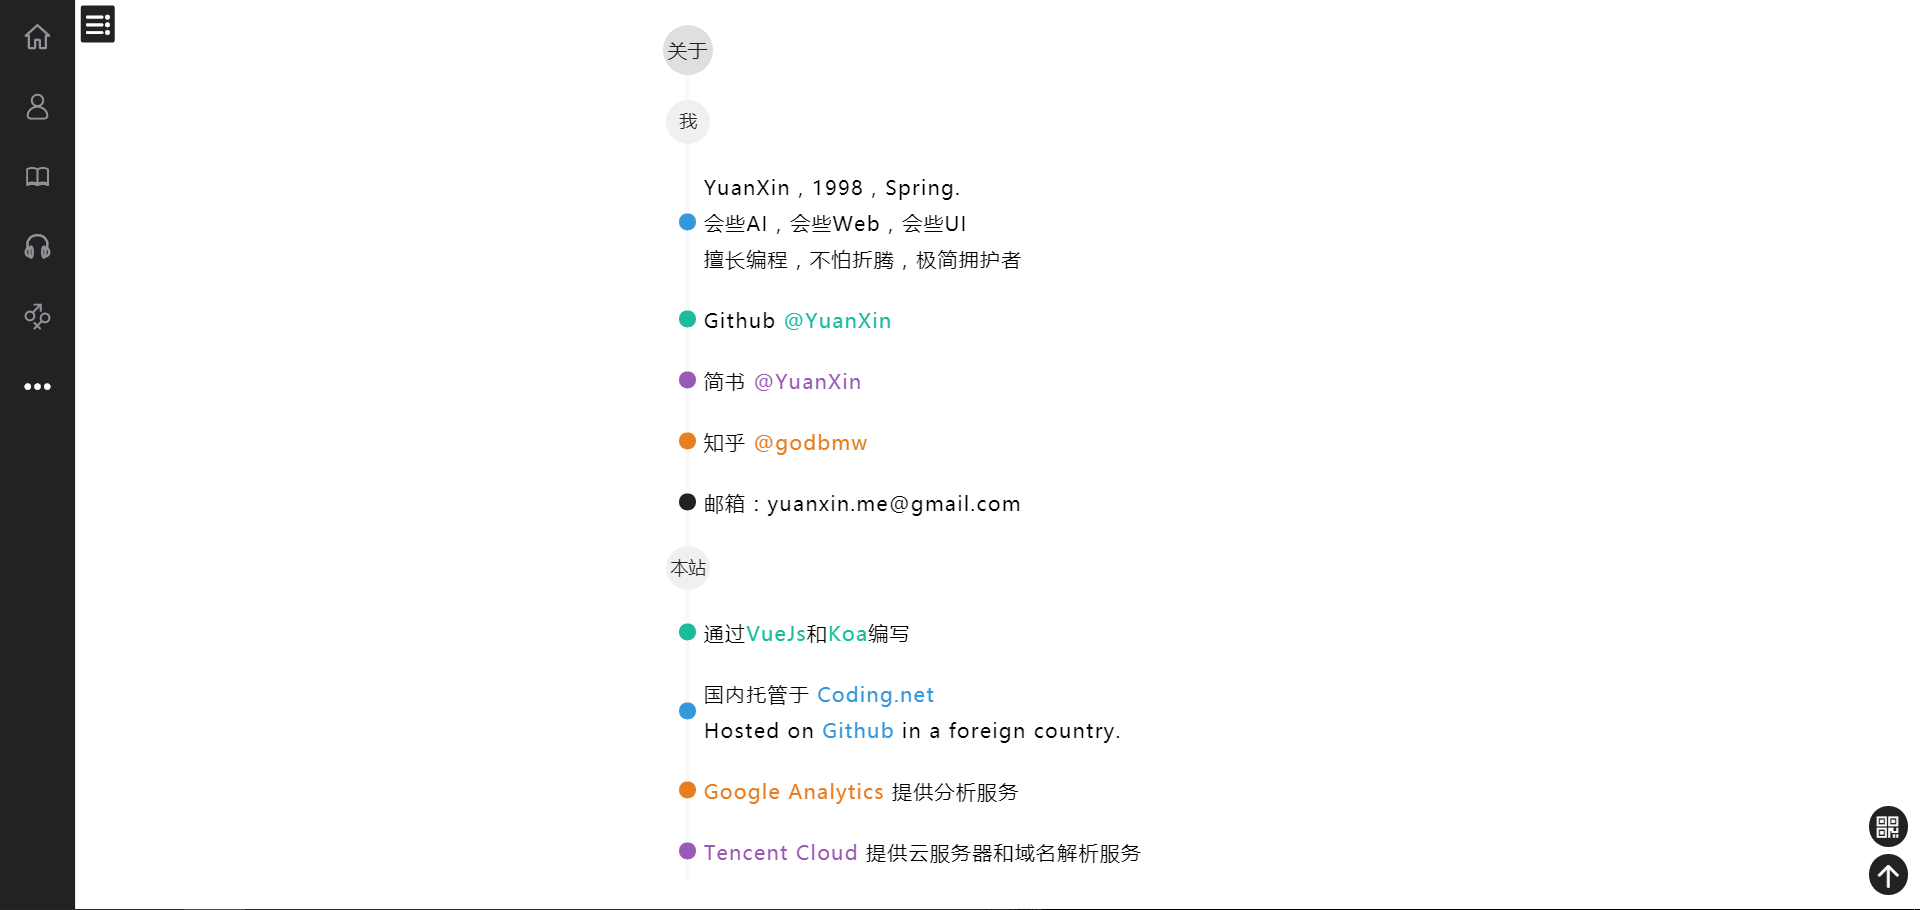 关于
我
YuanXin，1998，Spring.
会些AI，会些Web，会些UI
擅长编程，不怕折腾，极简拥护者
Github @YuanXin
简书 @YuanXin
知乎 @godbmw
邮箱：yuanxin.me@gmail.com
本站
通过VueJs和Koa编写
国内托管于 Coding.net
Hosted on Github in a foreign country.
Google Analytics 提供分析服务
Tencent Cloud 提供云服务器和域名解析服务